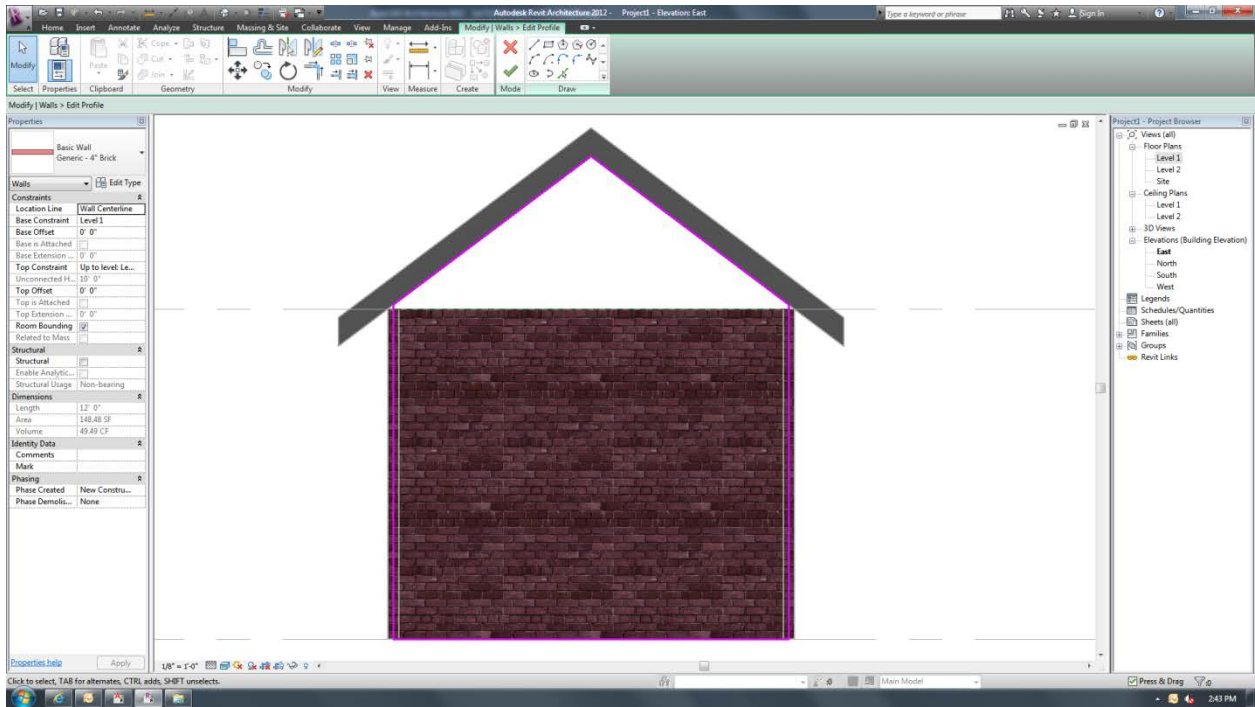 Autodesk Revit Architecture 2012 - Project1 - Elevation: East
Type a keyword or phrase
Sign In
Home Insert Annotate Analyze Structure Massing & Site Collaborate View Manage Add-Ins Modify | Walls > Edit Profile
Modify
Paste
Cope
Cut
Join
Select Properties Clipboard Geometry Modify View Measure Create Mode Draw
Modify | Walls > Edit Profile
Properties
Basic Wall
Generic - 4" Brick
Walls
Edit Type
Constraints
Location Line Wall Centerline
Base Constraint Level 1
Base Offset 0' 0"
Base is Attached
Base Extension ... 0' 0"
Top Constraint Up to level: Le...
Unconnected H... 10' 0"
Top Offset 0' 0"
Top is Attached
Top Extension ... 0' 0"
Room Bounding
Related to Mass
Structural
Structural
Enable Analytic...
Structural Usage Non-bearing
Dimensions
Length 12' 0"
Area 148.48 SF
Volume 49.49 CF
Identity Data
Comments
Mark
Phasing
Phase Created New Constru...
Phase Demolis... None
Properties help
Apply
1/8" = 1'-0"
Project1 - Project Browser
Views (all)
Floor Plans
Level 1
Level 2
Site
Ceiling Plans
Level 1
Level 2
3D Views
Elevations (Building Elevation)
East
North
South
West
Legends
Schedules/Quantities
Sheets (all)
Families
Groups
Revit Links
Click to select, TAB for alternates, CTRL adds, SHIFT unselects.
:0
Main Model
Press & Drag
:0
2:43 PM